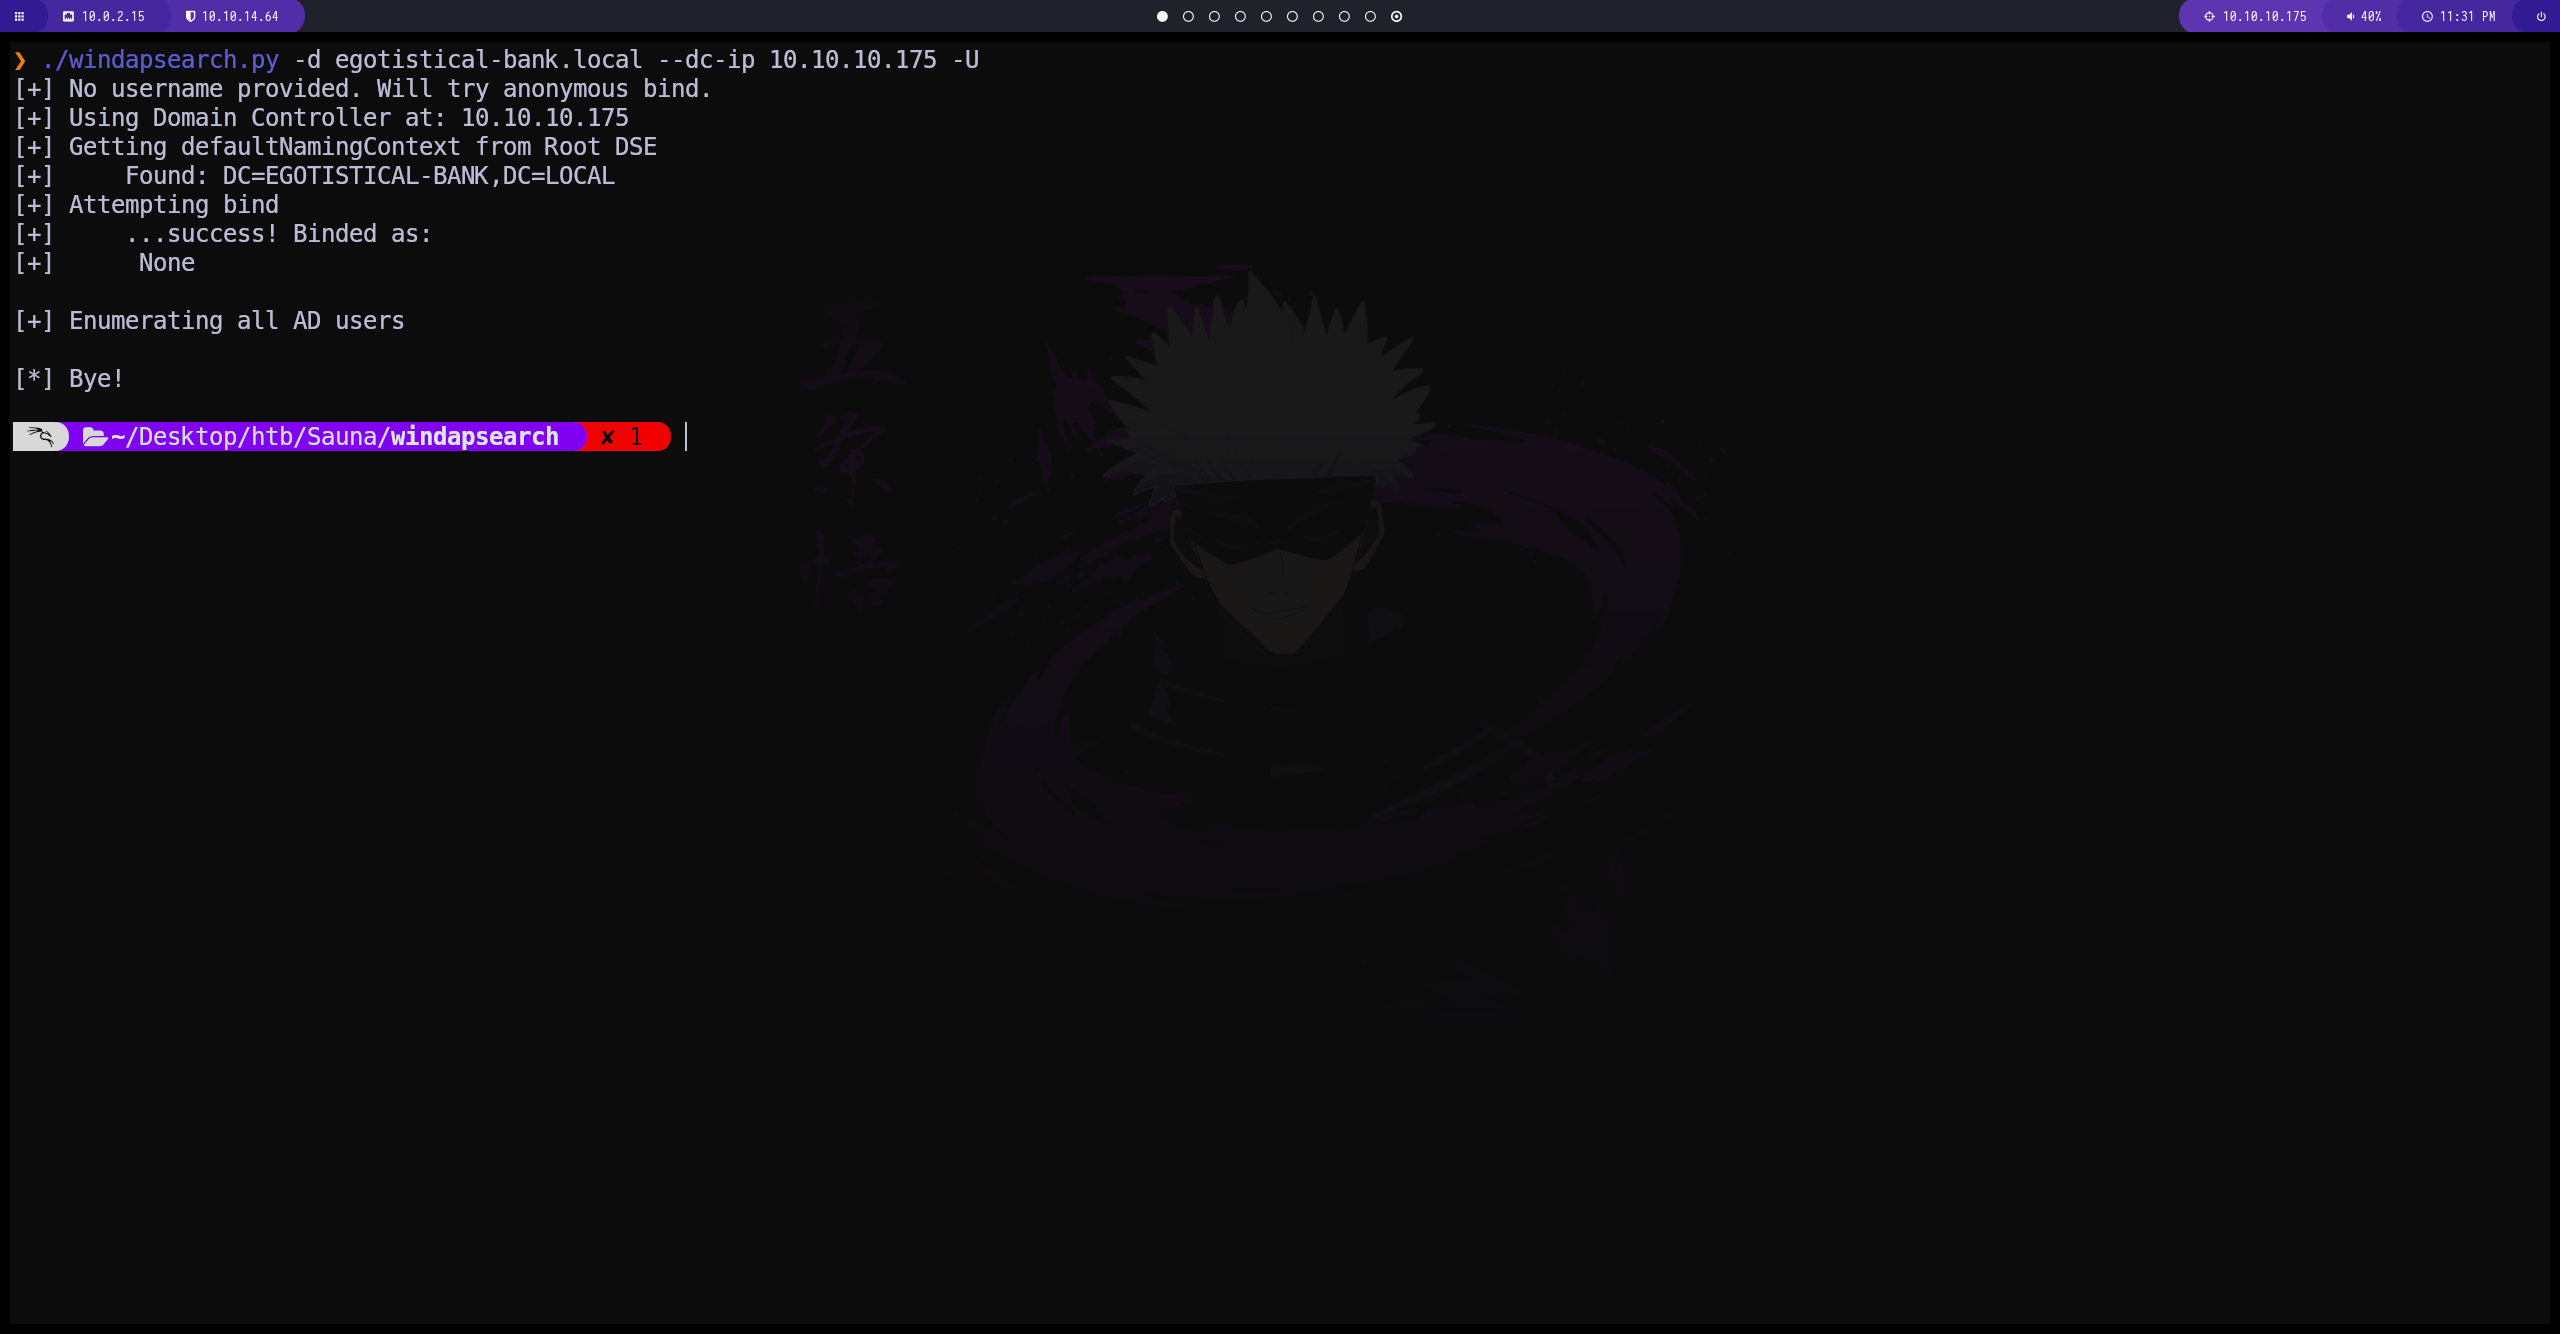 10.0.2.15 10.10.14.64 10.10.10.175 40% 11:31 PM
❯ ./windapsearch.py -d egotistical-bank.local --dc-ip 10.10.10.175 -U
[+] No username provided. Will try anonymous bind.
[+] Using Domain Controller at: 10.10.10.175
[+] Getting defaultNamingContext from Root DSE
[+]     Found: DC=EGOTISTICAL-BANK,DC=LOCAL
[+] Attempting bind
[+]     ...success! Binded as:
[+]      None
[+] Enumerating all AD users
[*] Bye!
~/Desktop/htb/Sauna/windapsearch ✘ 1
五
条
悟